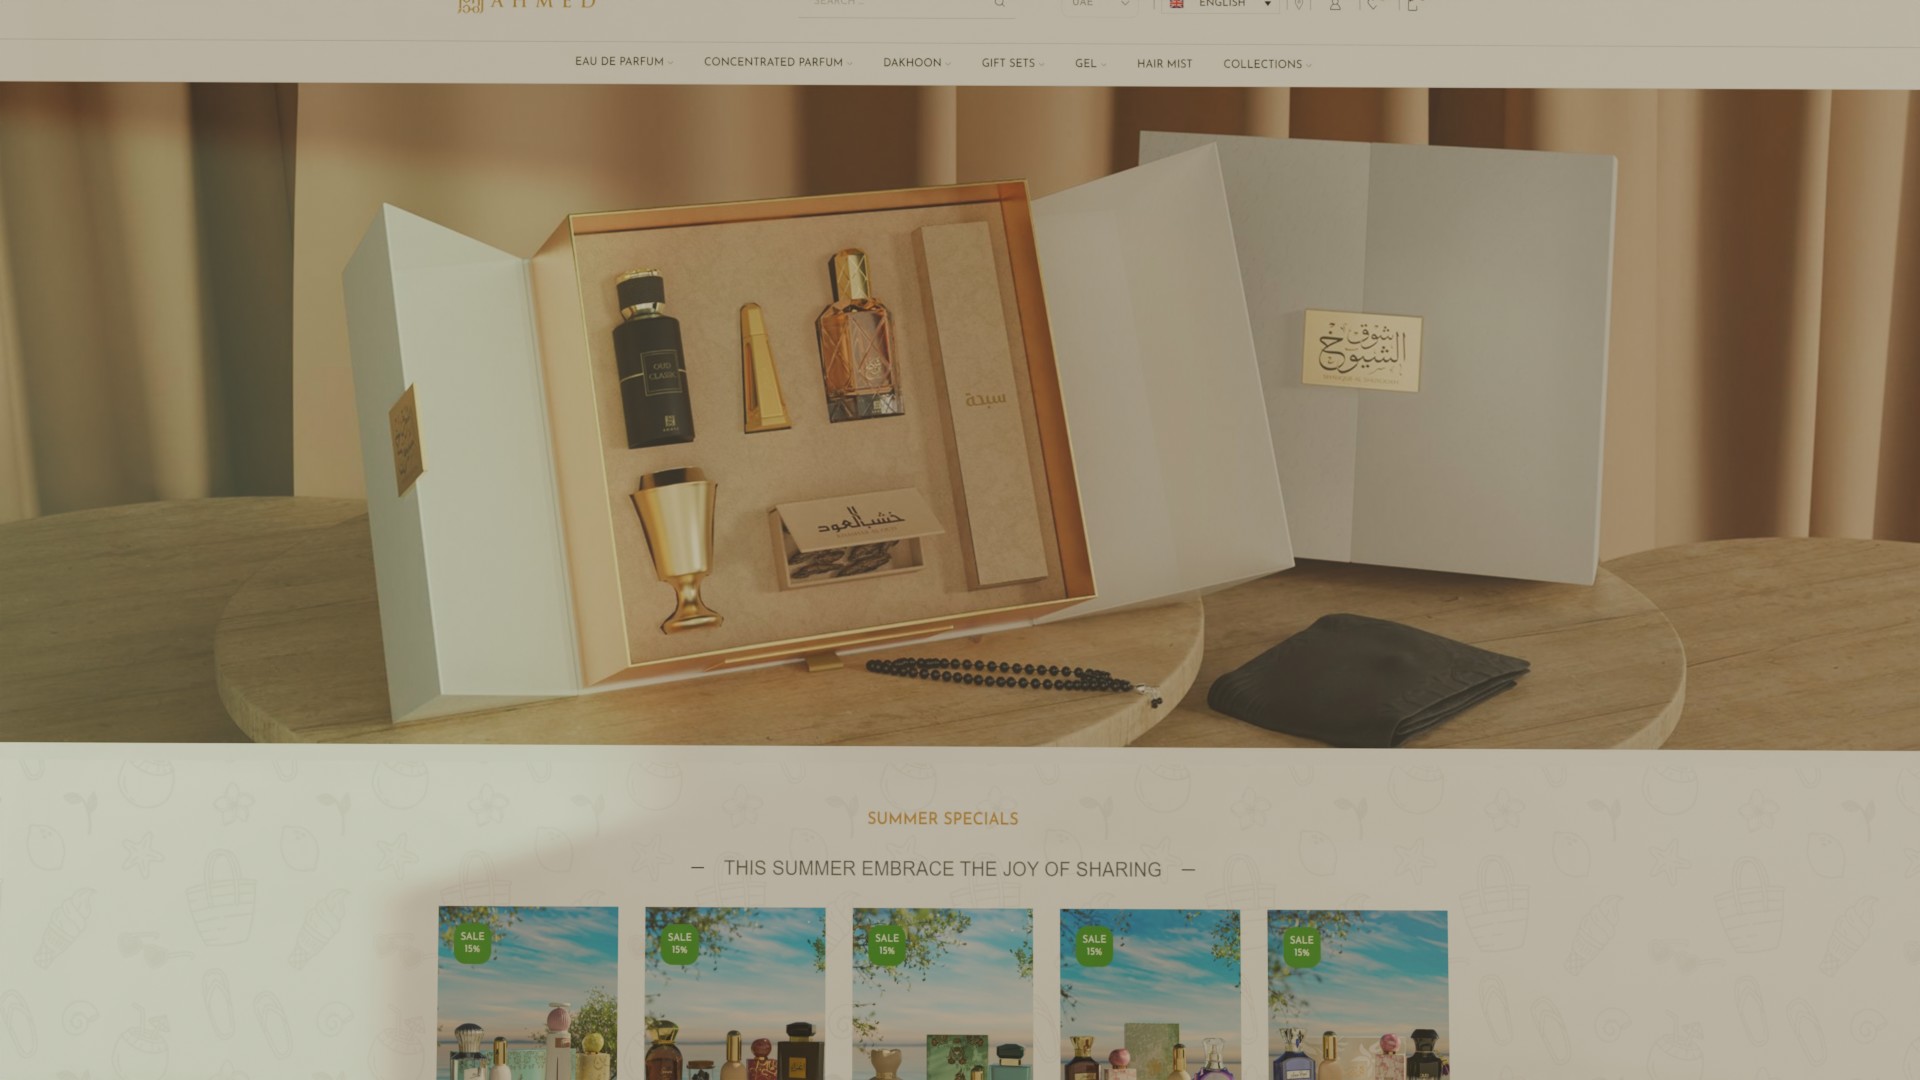 AHMED
SEARCH ...
UAE
ENGLISH
EAU DE PARFUM
CONCENTRATED PARFUM
DAKHOON
GIFT SETS
GEL
HAIR MIST
COLLECTIONS
OUD
CLASSIC
سبحة
خشب العود
شوق
الشيوخ
SUMMER SPECIALS
— THIS SUMMER EMBRACE THE JOY OF SHARING —
SALE
15%
SALE
15%
SALE
15%
SALE
15%
SALE
15%